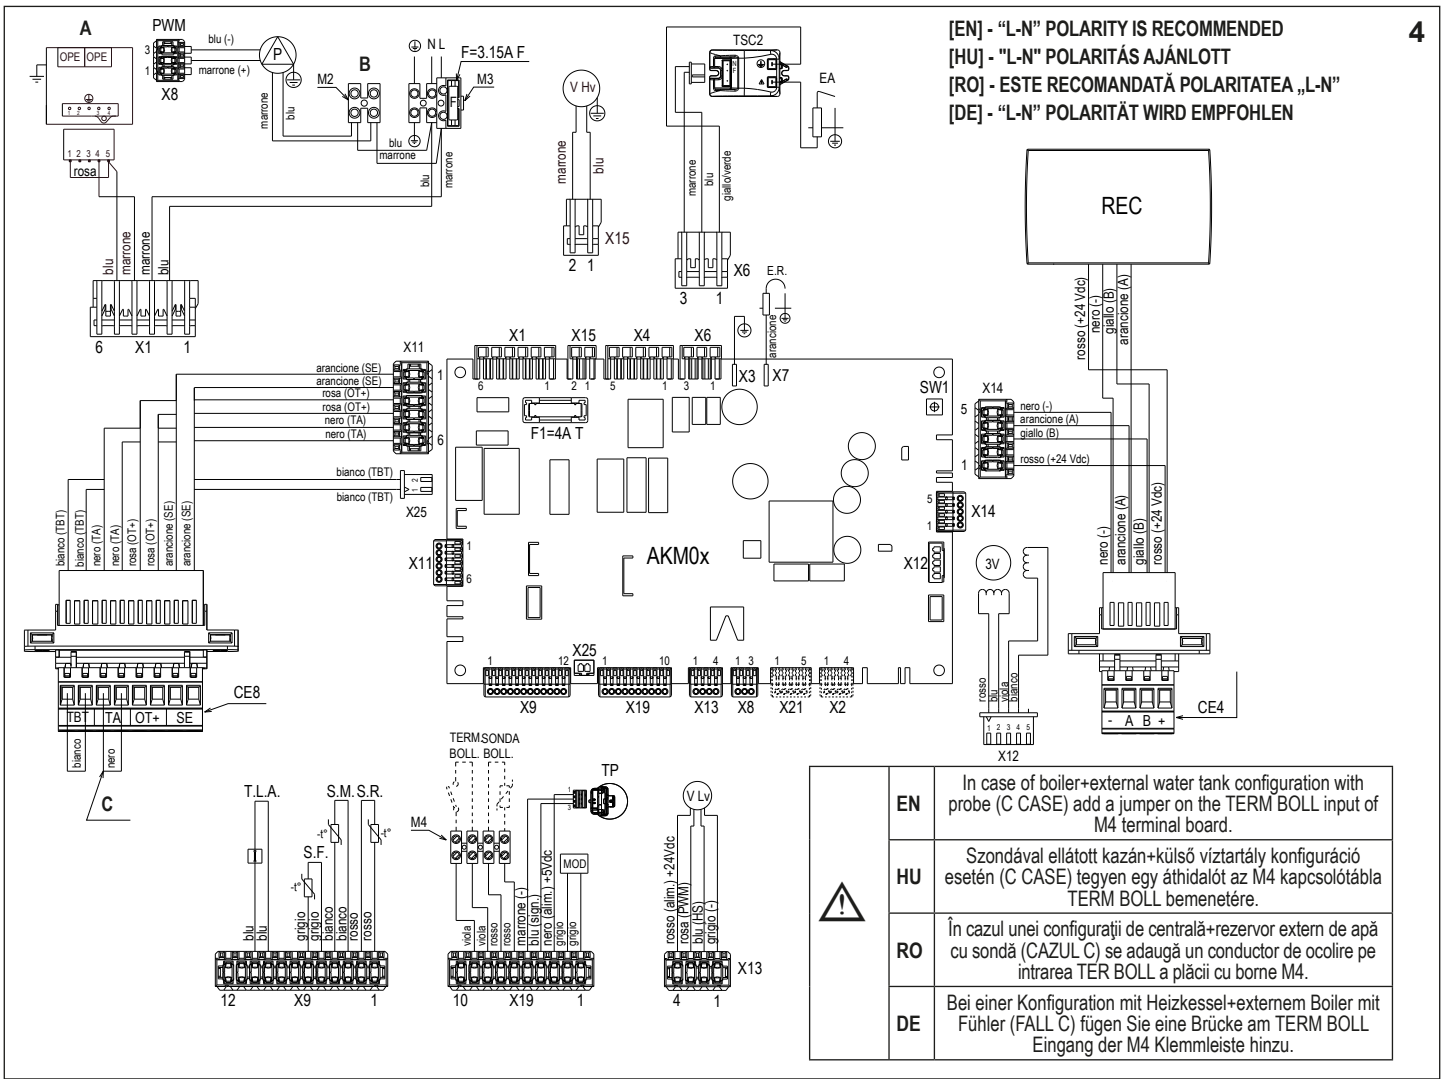 [EN] - “L-N” POLARITY IS RECOMMENDED
[HU] - "L-N" POLARITÁS AJÁNLOTT
[RO] - ESTE RECOMANDATĂ POLARITATEA „L-N”
[DE] - “L-N” POLARITÄT WIRD EMPFOHLEN
4
A
OPE OPE
1 2
1 2 3 4 5
rosa
PWM
3
1
X8
blu (-)
marrone (+)
P
marrone
blu
M2
B
N L
F=3.15A F
F
M3
blu
marrone
blu
marrone
blu
marrone
marrone
blu
6 X1 1
V Hv
marrone
blu
X15
2 1
TSC2
N
F
EA
marrone
blu
giallo/verde
X6
3 1
E.R.
arancione
X3
X7
REC
rosso (+24 Vdc)
nero (-)
giallo (B)
arancione (A)
X11
1
6
arancione (SE)
arancione (SE)
rosa (OT+)
rosa (OT+)
nero (TA)
nero (TA)
bianco (TBT)
bianco (TBT)
1 2
X25
X1
6 1
X15
2 1
X4
5 1
X6
3 1
F1=4A T
SW1
AKM0x
X11
1
6
X14
5
1
X12
X14
5
1
nero (-)
arancione (A)
giallo (B)
rosso (+24 Vdc)
bianco (TBT)
bianco (TBT)
nero (TA)
nero (TA)
rosa (OT+)
rosa (OT+)
arancione (SE)
arancione (SE)
CE8
TBT TA OT+ SE
bianco
nero
C
1 12
X9
X25
1 10
X19
1 4
X13
1 3
X8
1 5
X21
1 4
X2
3V
rosso
blu
viola
bianco
1 2 3 4 5
X12
nero (-)
arancione (A)
giallo (B)
rosso (+24 Vdc)
- A B +
CE4
T.L.A.
S.F.
S.M.
S.R.
-t°
-t°
-t°
blu
blu
grigio
grigio
bianco
bianco
rosso
rosso
12 X9 1
TERM.
BOLL.
SONDA
BOLL.
M4
TP
1
3
MOD
viola
viola
rosso
rosso
marrone (-)
blu (sign.)
nero (alim.) +5Vdc
grigio
grigio
10 X19 1
V Lv
rosso (alim.) +24Vdc
rosa (PWM)
blu (HS)
grigio (-)
X13
4 1
EN
In case of boiler+external water tank configuration with
probe (C CASE) add a jumper on the TERM BOLL input of
M4 terminal board.
HU
Szondával ellátott kazán+külső víztartály konfiguráció
esetén (C CASE) tegyen egy áthidalót az M4 kapcsolótábla
TERM BOLL bemenetére.
RO
În cazul unei configuraţi de centrală+rezervor extern de apă
cu sondă (CAZUL C) se adaugă un conductor de ocolire pe
intrarea TER BOLL a plăcii cu borne M4.
DE
Bei einer Konfiguration mit Heizkessel+externem Boiler mit
Fühler (FALL C) fügen Sie eine Brücke am TERM BOLL
Eingang der M4 Klemmleiste hinzu.